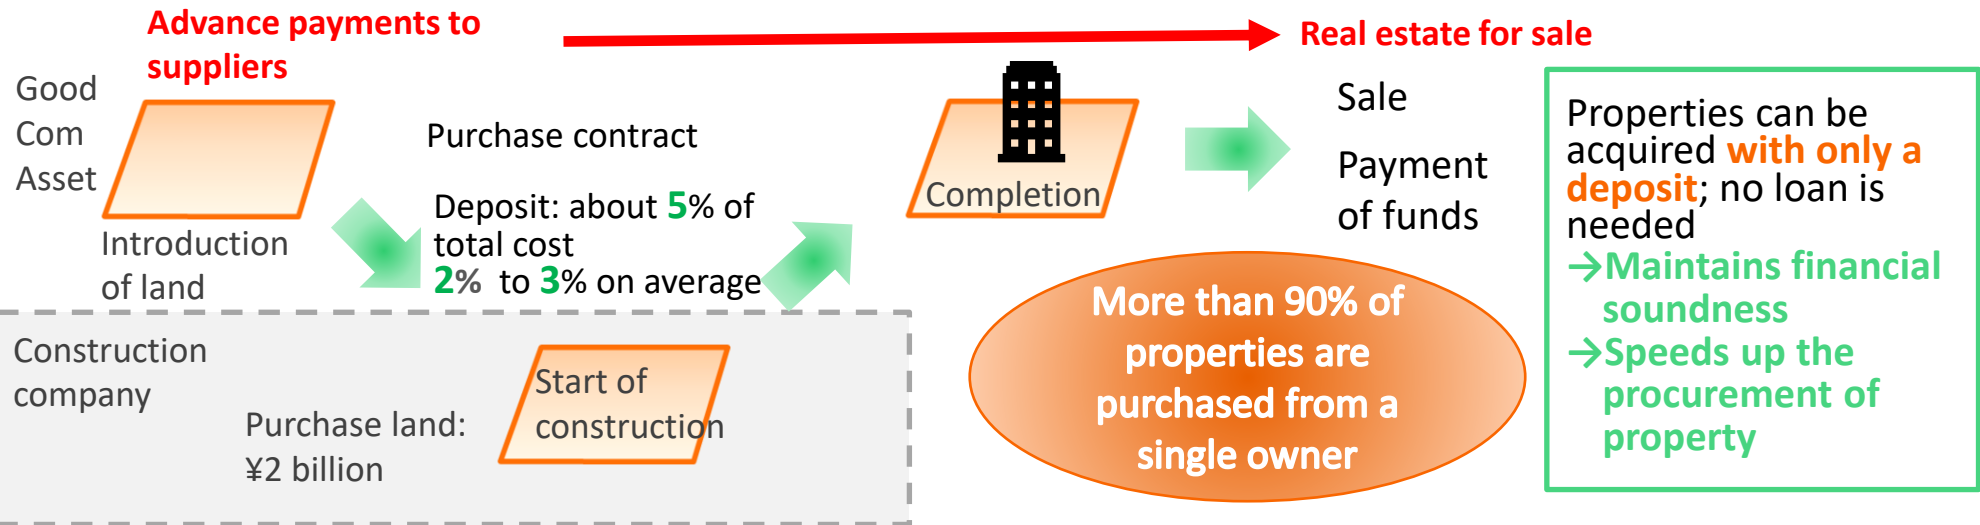 Advance payments to
suppliers
Real estate for sale
Good
Com
Asset
Introduction
of land
Purchase contract
Deposit: about 5% of
total cost
2% to 3% on average
Completion
Sale
Payment
of funds
Construction
company
Purchase land:
¥2 billion
Start of
construction
More than 90% of
properties are
purchased from a
single owner
Properties can be
acquired with only a
deposit; no loan is
needed
→Maintains financial
soundness
→Speeds up the
procurement of
property